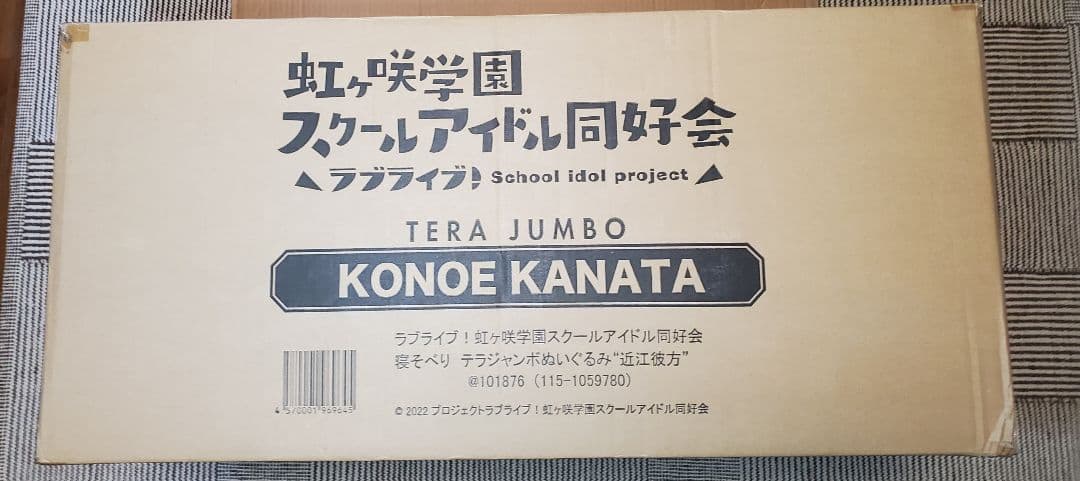 虹ヶ咲学園
スクールアイドル同好会
ラブライブ! School idol project
TERA JUMBO
KONOE KANATA
ラブライブ!虹ヶ咲学園スクールアイドル同好会
寝そべり テラジャンボぬいぐるみ“近江彼方”
@101876 (115-1059780)
4 570001 969645
© 2022 プロジェクトラブライブ!虹ヶ咲学園スクールアイドル同好会